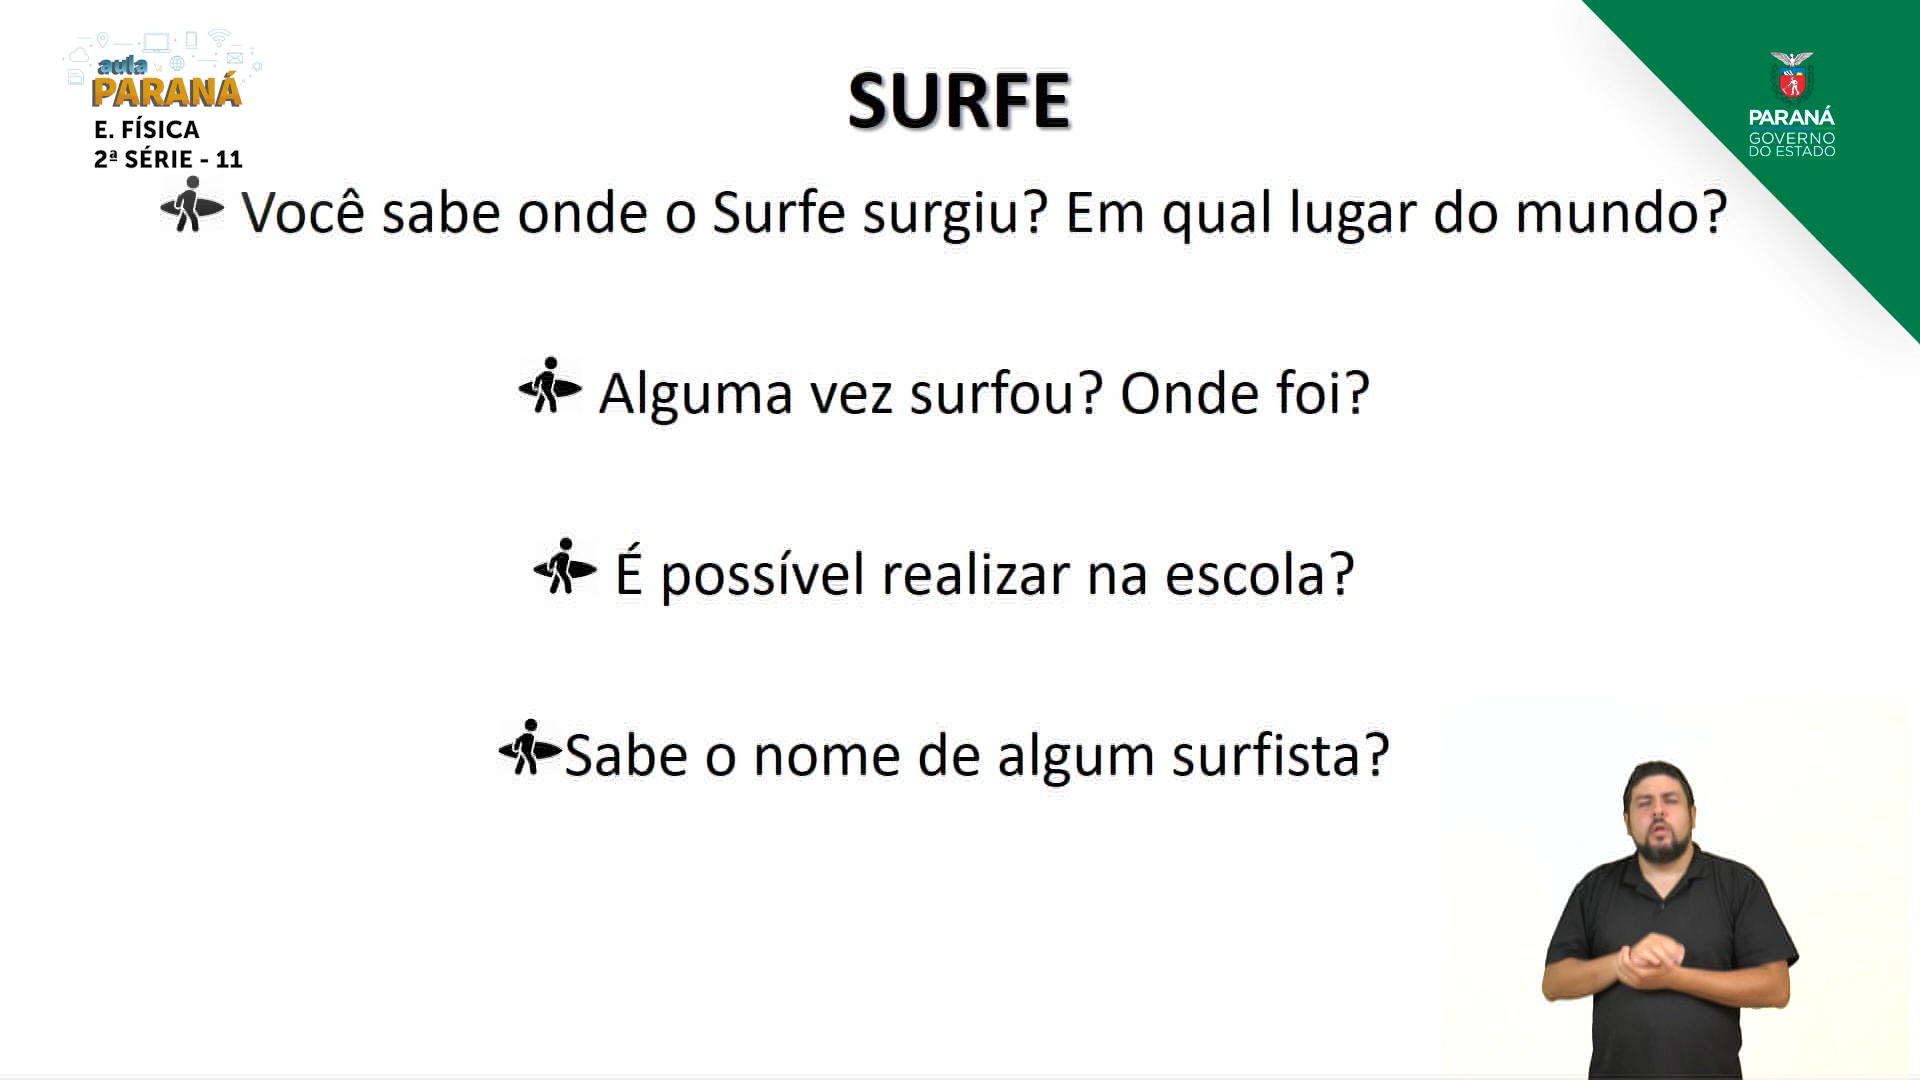 aula
PARANÁ
E. FÍSICA
2ª SÉRIE - 11
SURFE
PARANÁ
GOVERNO
DO ESTADO
Você sabe onde o Surfe surgiu? Em qual lugar do mundo?
Alguma vez surfou? Onde foi?
É possível realizar na escola?
Sabe o nome de algum surfista?